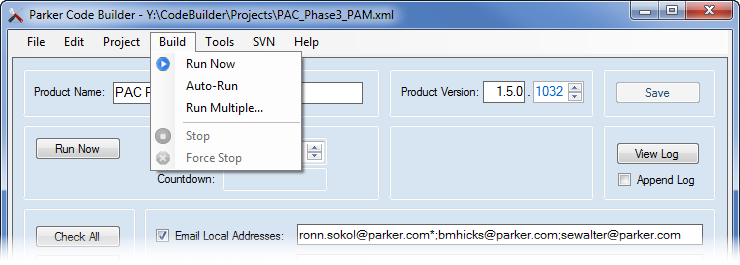 Parker Code Builder - Y:\CodeBuilder\Projects\PAC_Phase3_PAM.xml
File Edit Project Build Tools SVN Help
Run Now
Auto-Run
Run Multiple...
Stop
Force Stop
Product Name: PAC Product Version: 1.5.0 . 1032 Save
Run Now View Log
Countdown: Append Log
Check All Email Local Addresses: ronn.sokol@parker.com*;bmhicks@parker.com;sewalter@parker.com